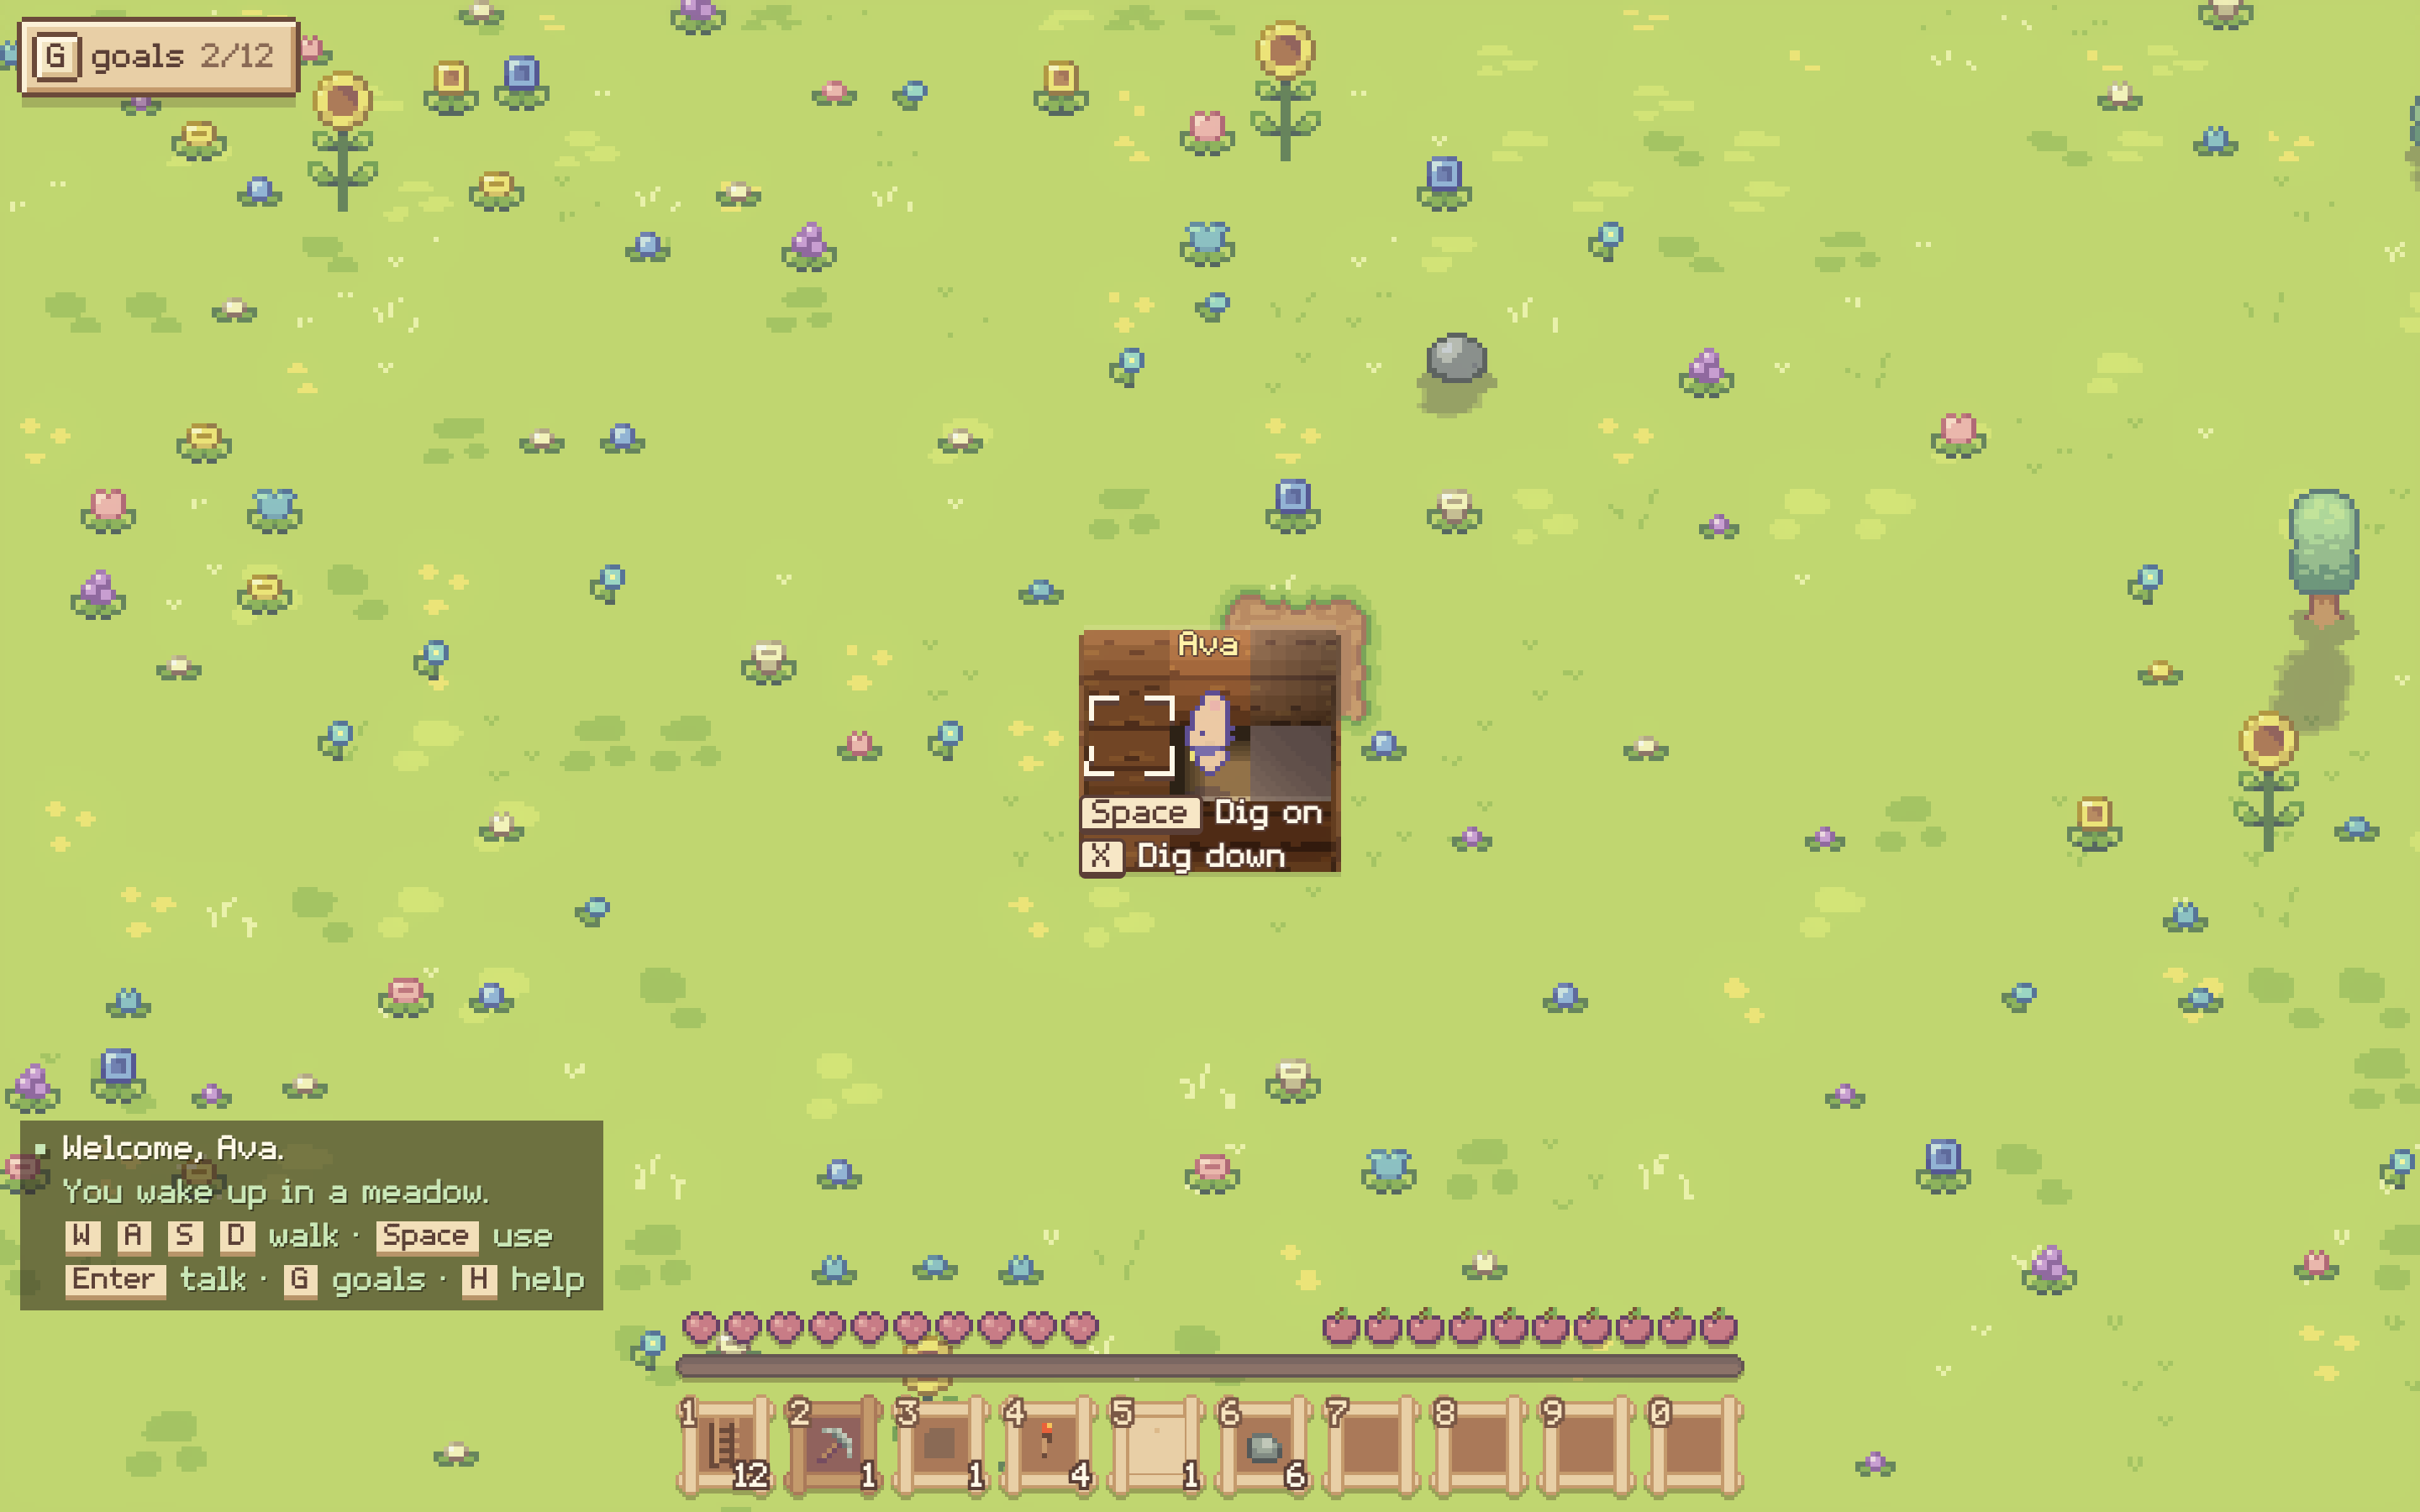 G goals 2/12
Ava
Space Dig on
X Dig down
Welcome, Ava.
You wake up in a meadow.
W A S D walk · Space use
Enter talk · G goals · H help
1 2 3 4 5 6 7 8 9 0
12 1 1 4 1 6